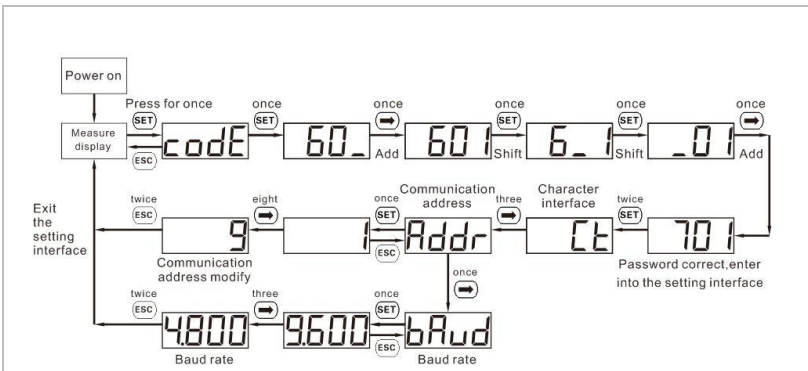 Power on
Press for once
once
once
once
once
once
SET
SET
➡
SET
SET
➡
Measure
display
ESC
codE
60_
Add
601
Shift
6_1
Shift
_01
Add
Communication
address
Character
interface
Exit
the
setting
interface
twice
ESC
eight
➡
once
SET
ESC
three
➡
twice
SET
9
1
Addr
Ct
701
Communication
address modify
Password correct,enter
into the setting interface
once
➡
twice
ESC
three
➡
once
SET
ESC
4.800
9.600
bAud
Baud rate
Baud rate